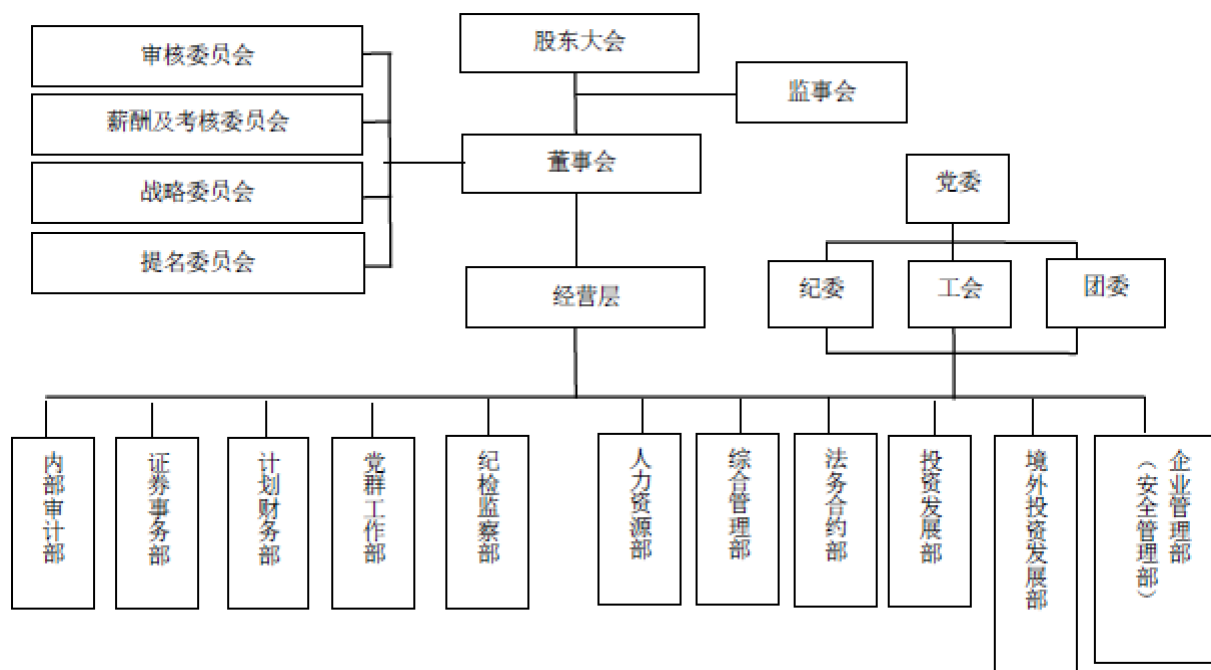 股东大会
审核委员会
监事会
薪酬及考核委员会
董事会
战略委员会
党委
提名委员会
经营层
纪委
工会
团委
内部审计部
证券事务部
计划财务部
党群工作部
纪检监察部
人力资源部
综合管理部
法务合约部
投资发展部
境外投资发展部
企业管理部
（安全管理部）